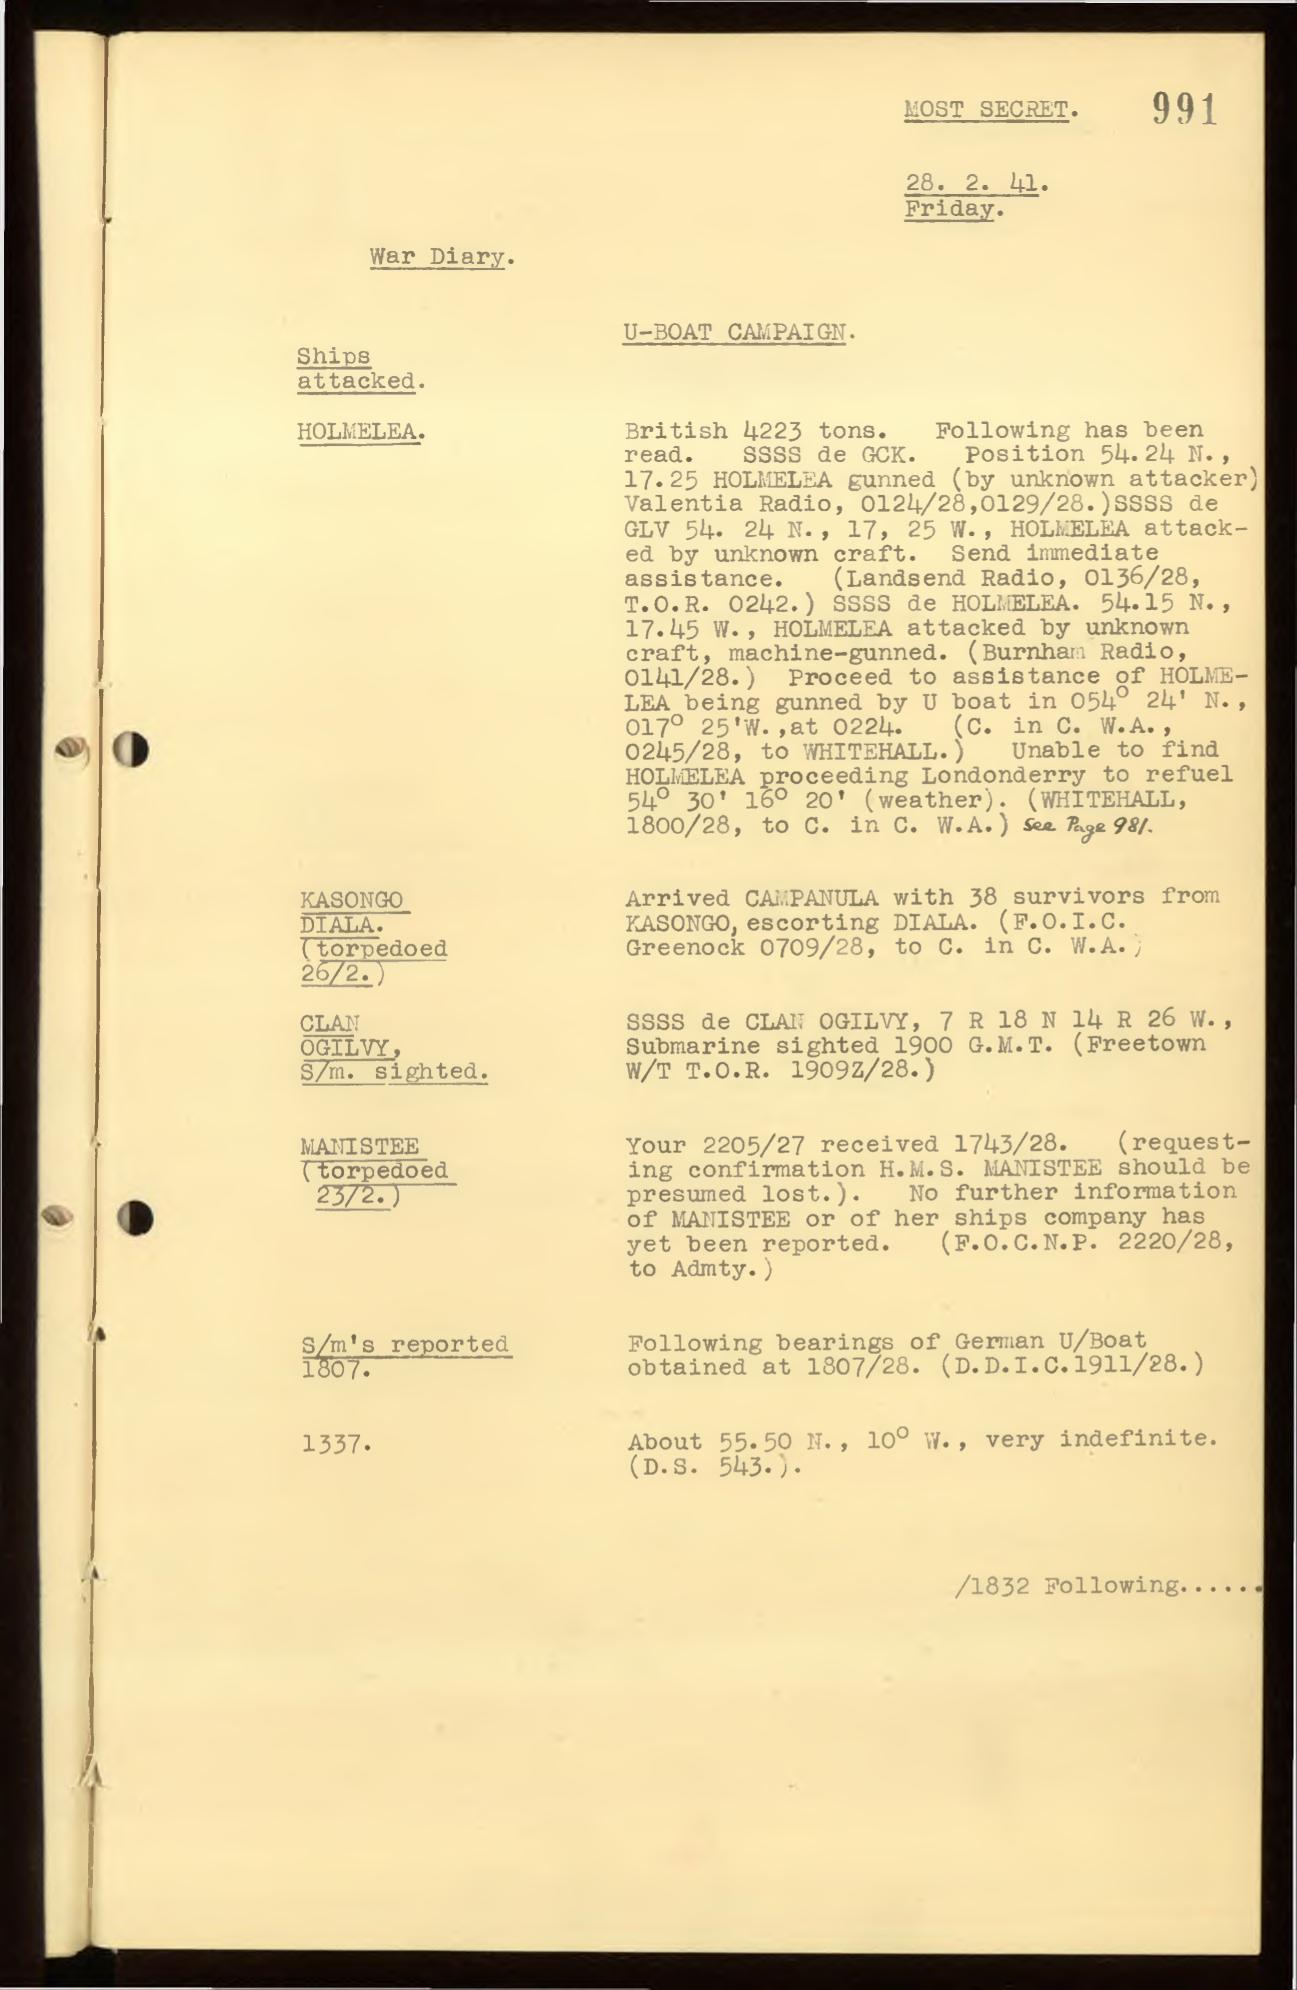 MOST SECRET. 991
28. 2. 41.
Friday.
War Diary.
U-BOAT CAMPAIGN.
Ships
attacked.
HOLMELEA.
British 4223 tons. Following has been
read. SSSS de GCK. Position 54.24 N.,
17.25 HOLMELEA gunned (by unknown attacker)
Valentia Radio, 0124/28,0129/28.)SSSS de
GLV 54. 24 N., 17, 25 W., HOLMELEA attack-
ed by unknown craft. Send immediate
assistance. (Landsend Radio, 0136/28,
T.O.R. 0242.) SSSS de HOLMELEA. 54.15 N.,
17.45 W., HOLMELEA attacked by unknown
craft, machine-gunned. (Burnham Radio,
0141/28.) Proceed to assistance of HOLME-
LEA being gunned by U boat in 054° 24' N.,
017° 25'W.,at 0224. (C. in C. W.A.,
0245/28, to WHITEHALL.) Unable to find
HOLMELEA proceeding Londonderry to refuel
54° 30' 16° 20' (weather). (WHITEHALL,
1800/28, to C. in C. W.A.) See Page 981.
KASONGO
DIALA.
(torpedoed
26/2.)
Arrived CAMPANULA with 38 survivors from
KASONGO, escorting DIALA. (F.O.I.C.
Greenock 0709/28, to C. in C. W.A.)
CLAN
OGILVY,
S/m. sighted.
SSSS de CLAN OGILVY, 7 R 18 N 14 R 26 W.,
Submarine sighted 1900 G.M.T. (Freetown
W/T T.O.R. 1909Z/28.)
MANISTEE
(torpedoed
23/2.)
Your 2205/27 received 1743/28. (request-
ing confirmation H.M.S. MANISTEE should be
presumed lost.). No further information
of MANISTEE or of her ships company has
yet been reported. (F.O.C.N.P. 2220/28,
to Admty.)
S/m's reported
1807.
Following bearings of German U/Boat
obtained at 1807/28. (D.D.I.C.1911/28.)
1337.
About 55.50 N., 10° W., very indefinite.
(D.S. 543.).
/1832 Following......